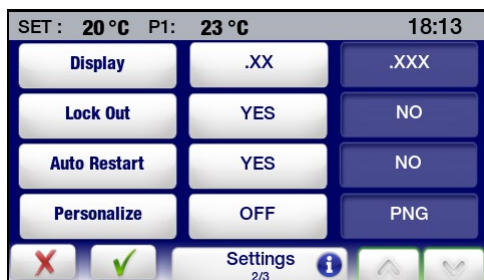 SET : 20 °C P1: 23 °C 18:13
Display .XX .XXX
Lock Out YES NO
Auto Restart YES NO
Personalize OFF PNG
Settings
2/3